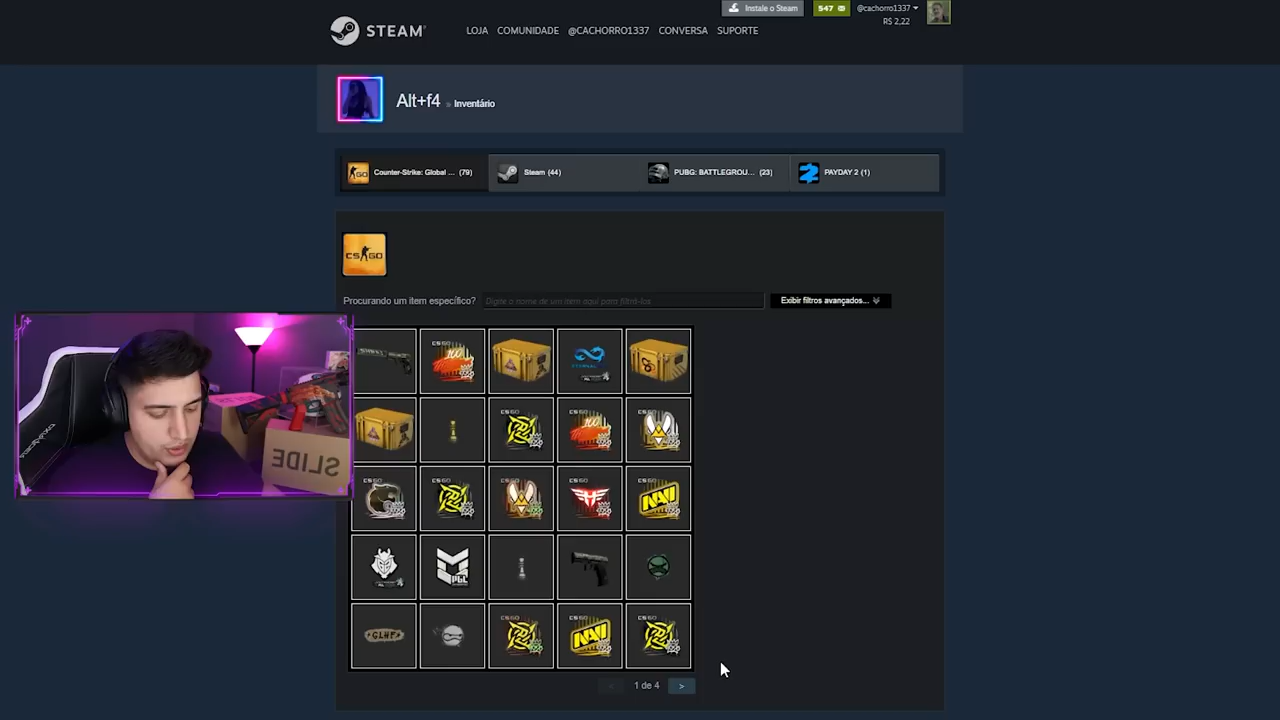 Instale o Steam
547
@cachorro1337
R$ 2,22
STEAM®
LOJA COMUNIDADE @CACHORRO1337 CONVERSA SUPORTE
Alt+f4 » Inventário
Counter-Strike: Global ... (79)
Steam (44)
PUBG: BATTLEGROU... (23)
PAYDAY 2 (1)
CS GO
Procurando um item específico?
Digite o nome de um item aqui para filtrá-los
Exibir filtros avançados...
SLIDE
GLHF
1 de 4 >